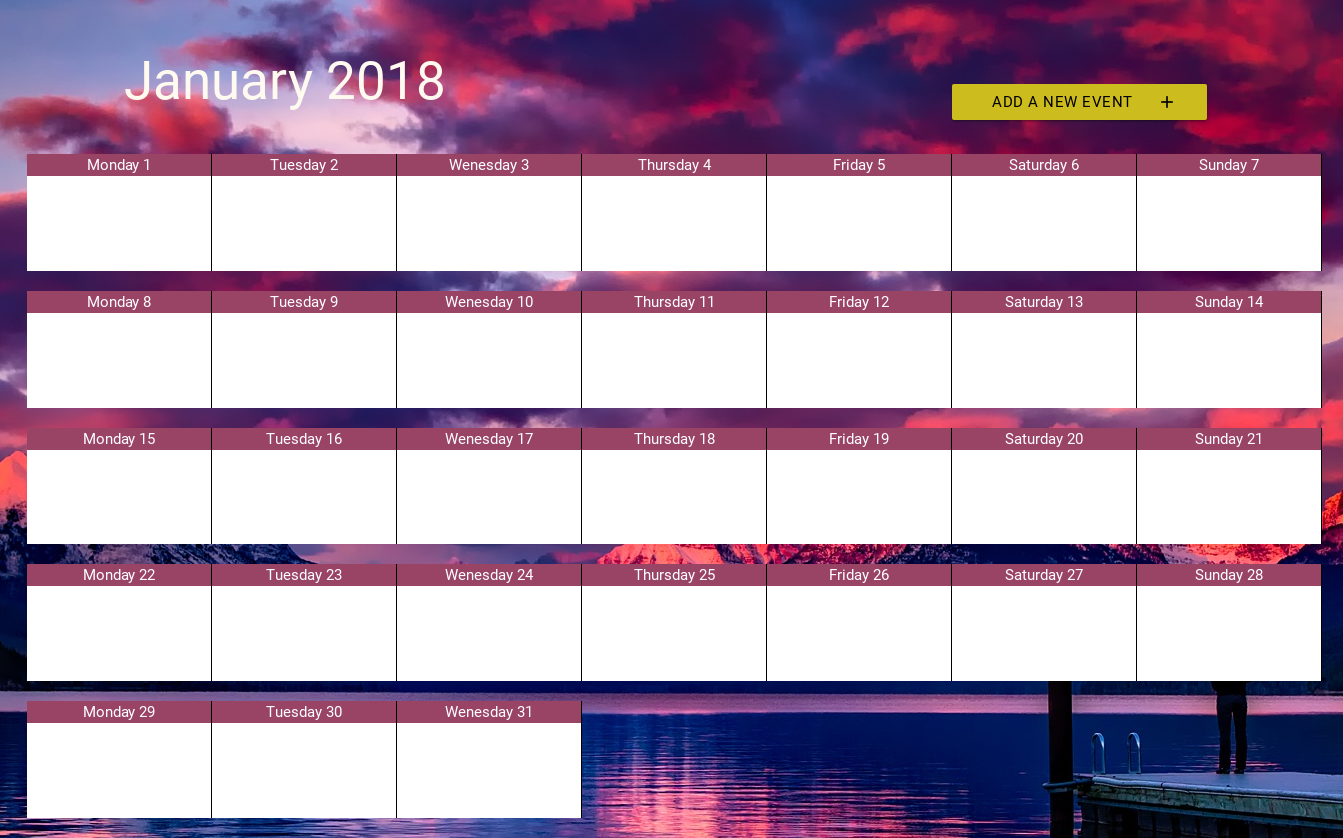 January 2018
ADD A NEW EVENT +
Monday 1 Tuesday 2 Wenesday 3 Thursday 4 Friday 5 Saturday 6 Sunday 7
Monday 8 Tuesday 9 Wenesday 10 Thursday 11 Friday 12 Saturday 13 Sunday 14
Monday 15 Tuesday 16 Wenesday 17 Thursday 18 Friday 19 Saturday 20 Sunday 21
Monday 22 Tuesday 23 Wenesday 24 Thursday 25 Friday 26 Saturday 27 Sunday 28
Monday 29 Tuesday 30 Wenesday 31